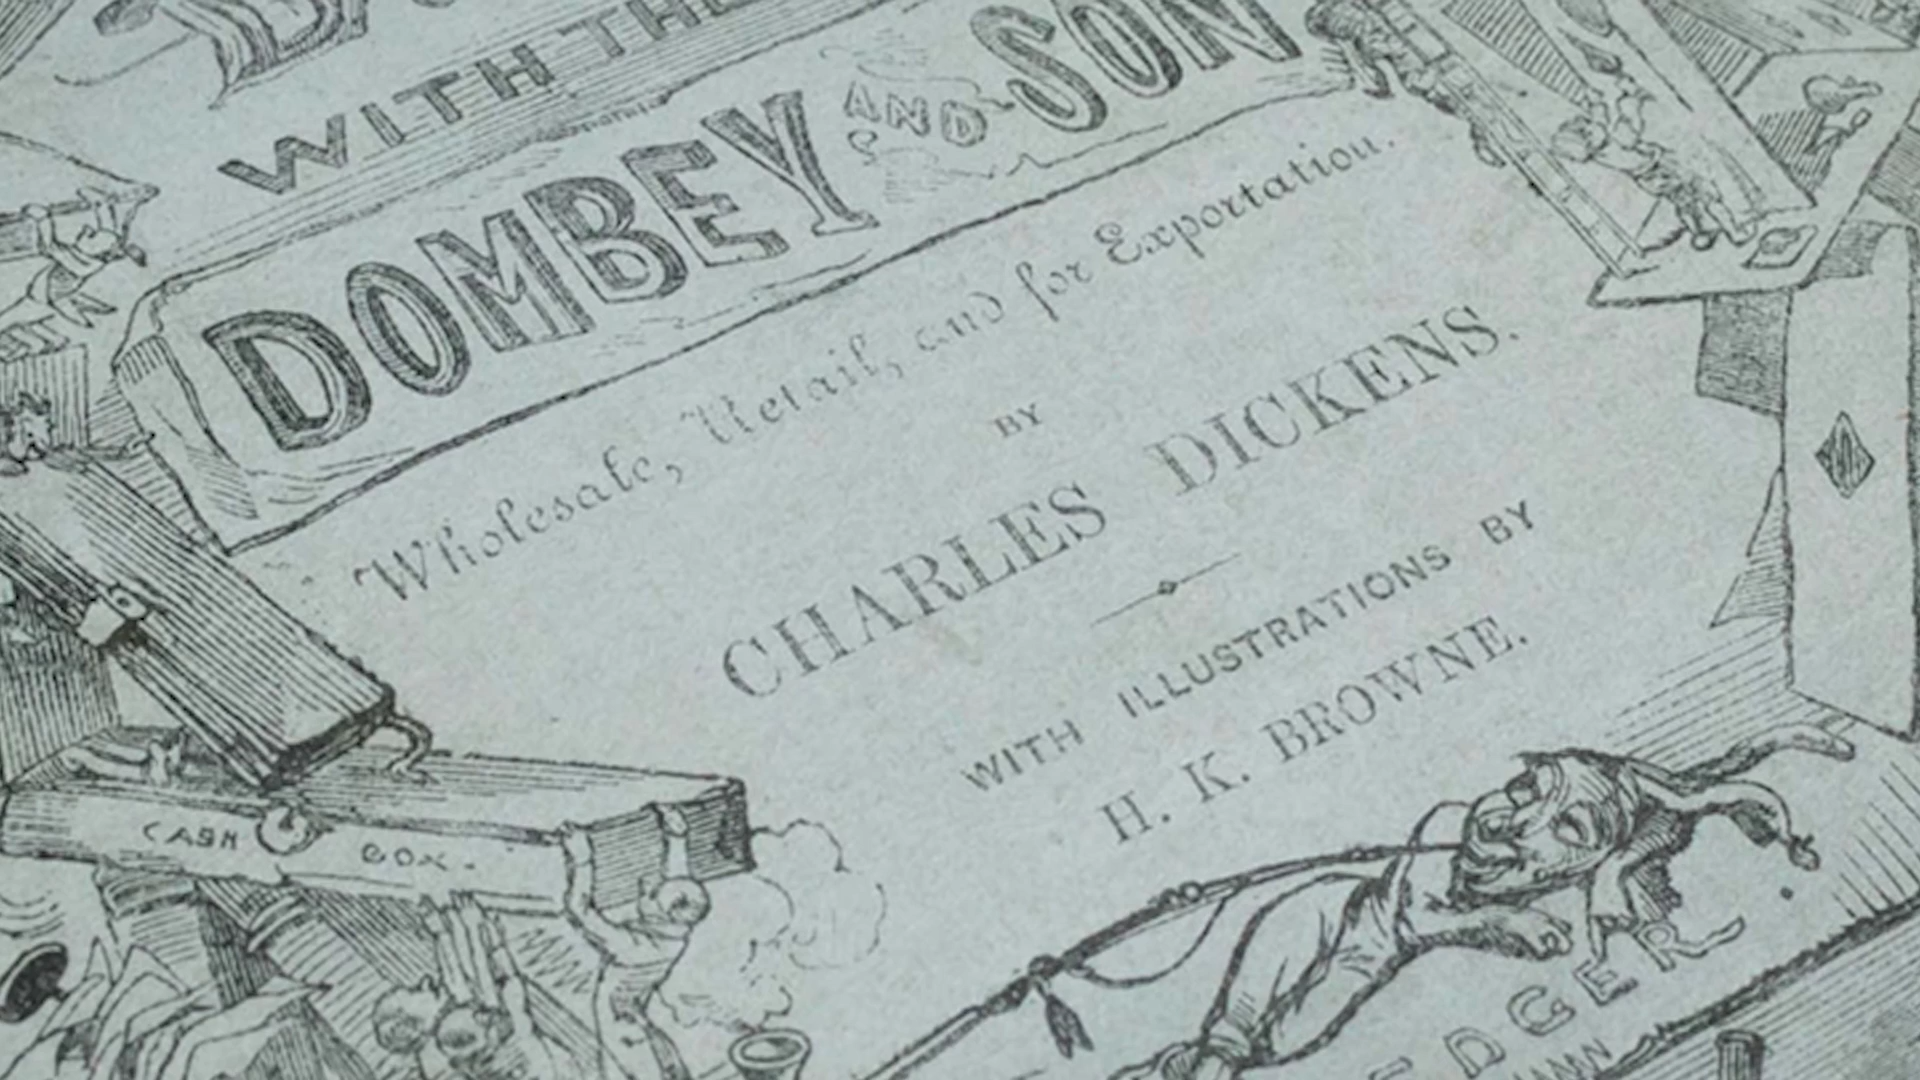 WITH THE
DOMBEY AND SON
Wholesale, Retail, and for Exportation.
BY
CHARLES DICKENS.
WITH ILLUSTRATIONS BY
H. K. BROWNE.
CASH BOX.
EDGER.